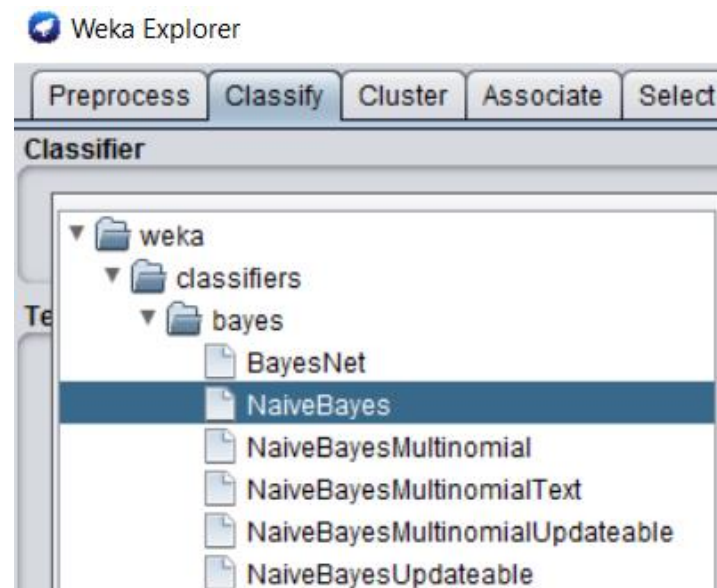 Weka Explorer
Preprocess Classify Cluster Associate Select
Classifier
weka
classifiers
Te
bayes
BayesNet
NaiveBayes
NaiveBayesMultinomial
NaiveBayesMultinomialText
NaiveBayesMultinomialUpdateable
NaiveBayesUpdateable